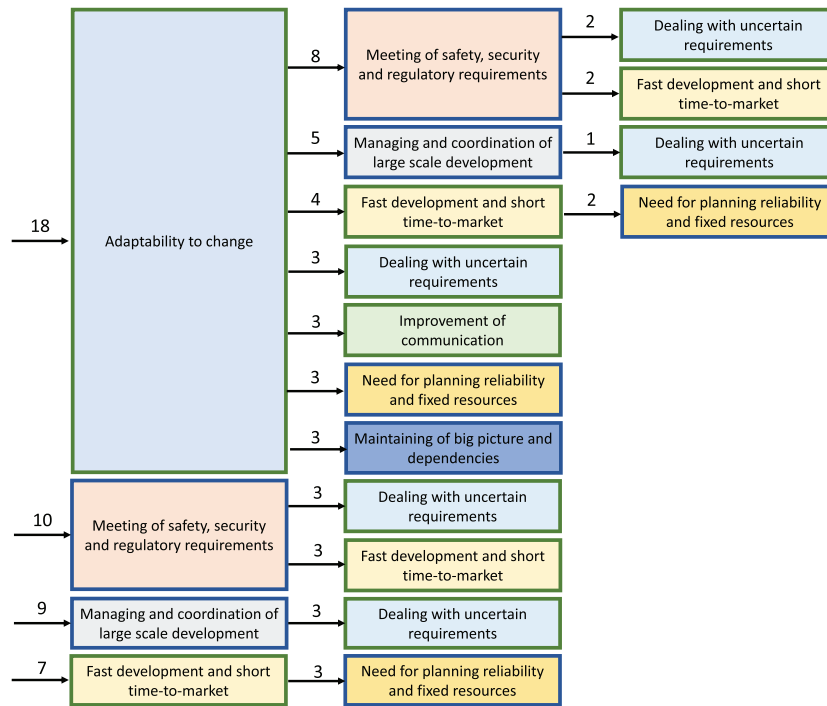 18
Adaptability to change
8
Meeting of safety, security
and regulatory requirements
2
Dealing with uncertain
requirements
2
Fast development and short
time-to-market
5
Managing and coordination of
large scale development
1
Dealing with uncertain
requirements
4
Fast development and short
time-to-market
2
Need for planning reliability
and fixed resources
3
Dealing with uncertain
requirements
3
Improvement of
communication
3
Need for planning reliability
and fixed resources
3
Maintaining of big picture and
dependencies
10
Meeting of safety, security
and regulatory requirements
3
Dealing with uncertain
requirements
3
Fast development and short
time-to-market
9
Managing and coordination of
large scale development
3
Dealing with uncertain
requirements
7
Fast development and short
time-to-market
3
Need for planning reliability
and fixed resources